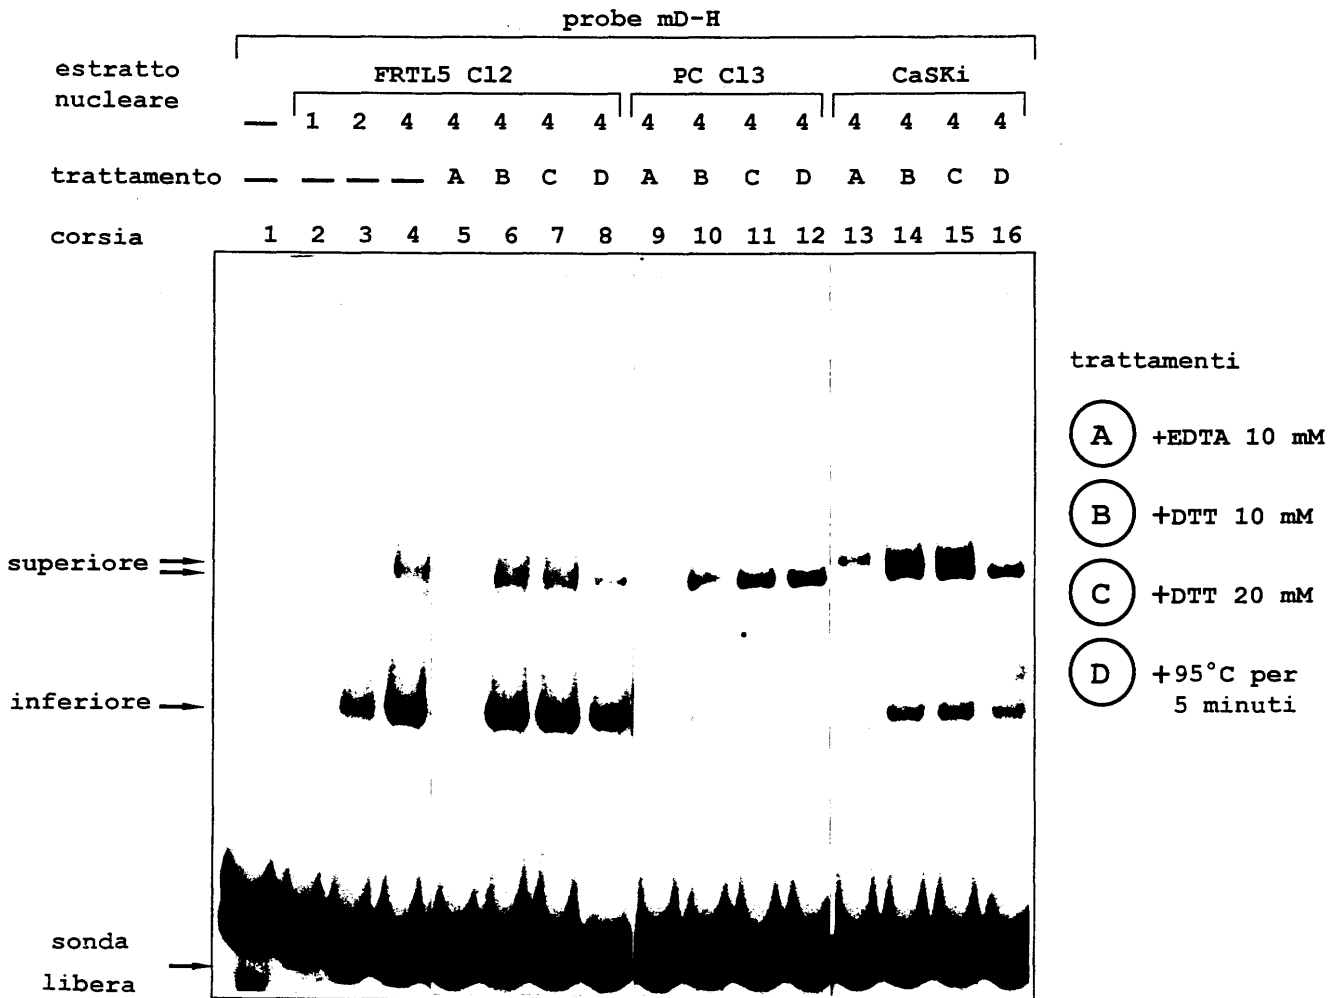 probe mD-H
estratto nucleare
FRTL5 Cl2 PC Cl3 CaSKi
— 1 2 4 4 4 4 4 4 4 4 4 4 4 4 4
trattamento — — — — A B C D A B C D A B C D
corsia 1 2 3 4 5 6 7 8 9 10 11 12 13 14 15 16
trattamenti
A +EDTA 10 mM
B +DTT 10 mM
C +DTT 20 mM
D +95°C per
5 minuti
superiore
inferiore
sonda
libera